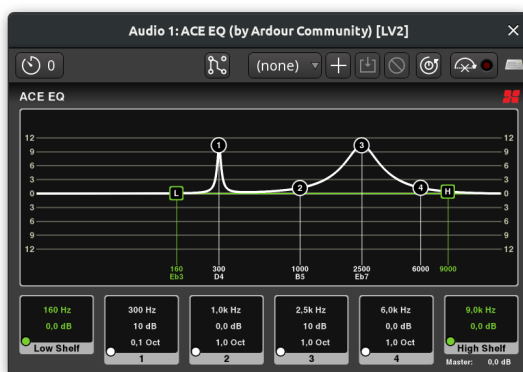 Audio 1: ACE EQ (by Ardour Community) [LV2]
0
(none)
ACE EQ
12 12
9 9
6 6
3 3
0 0
3 3
6 6
9 9
12 12
L 1 2 3 4 H
160 300 1000 2500 6000 9000
Eb3 D4 B5 Eb7
160 Hz 300 Hz 1,0k Hz 2,5k Hz 6,0k Hz 9,0k Hz
0,0 dB 10 dB 0,0 dB 10 dB 0,0 dB 0,0 dB
0,1 Oct 1,0 Oct 1,0 Oct 1,0 Oct
Low Shelf 1 2 3 4 High Shelf
Master: 0,0 dB